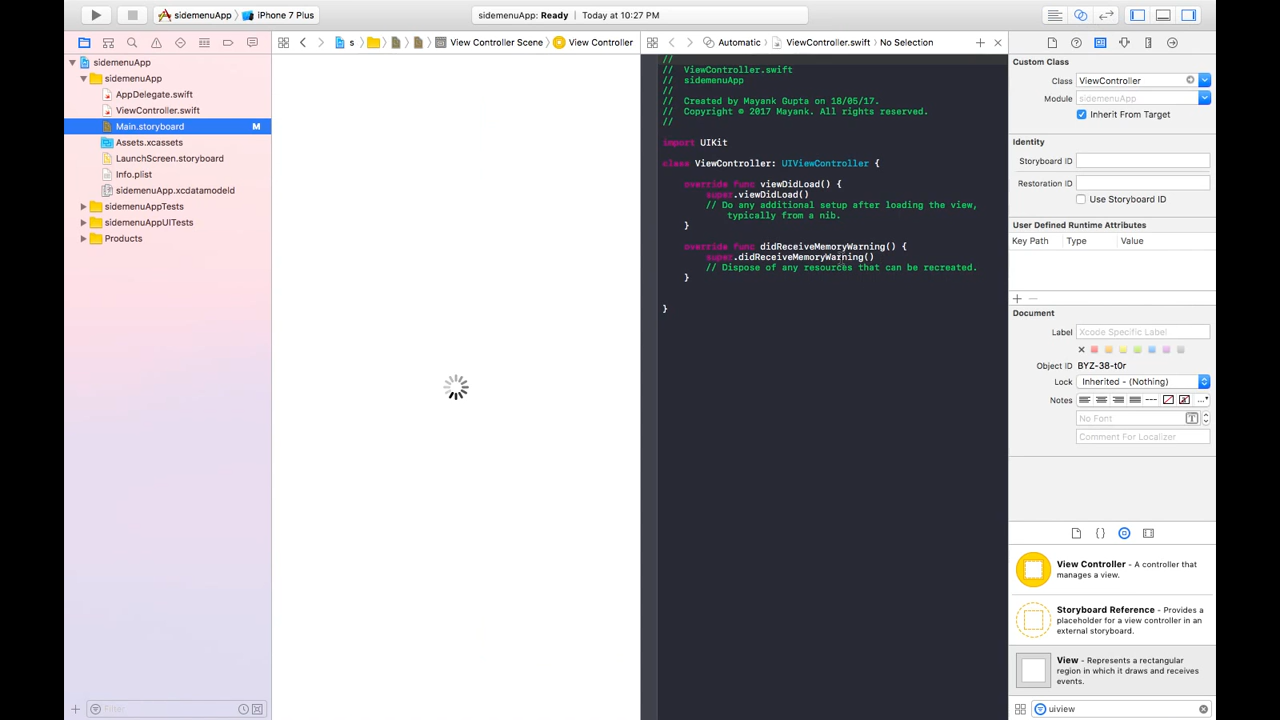 sidemenuApp iPhone 7 Plus
sidemenuApp: Ready Today at 10:27 PM
s View Controller Scene View Controller
Automatic ViewController.swift No Selection
sidemenuApp
sidemenuApp
AppDelegate.swift
ViewController.swift
Main.storyboard M
Assets.xcassets
LaunchScreen.storyboard
Info.plist
sidemenuApp.xcdatamodeld
sidemenuAppTests
sidemenuAppUITests
Products
Filter
//
// ViewController.swift
// sidemenuApp
//
// Created by Mayank Gupta on 18/05/17.
// Copyright © 2017 Mayank. All rights reserved.
//
import UIKit
class ViewController: UIViewController {
override func viewDidLoad() {
super.viewDidLoad()
// Do any additional setup after loading the view,
typically from a nib.
}
override func didReceiveMemoryWarning() {
super.didReceiveMemoryWarning()
// Dispose of any resources that can be recreated.
}
}
Custom Class
Class ViewController
Module sidemenuApp
Inherit From Target
Identity
Storyboard ID
Restoration ID
Use Storyboard ID
User Defined Runtime Attributes
Key Path Type Value
Document
Label Xcode Specific Label
Object ID BYZ-38-t0r
Lock Inherited - (Nothing)
Notes
No Font
Comment For Localizer
View Controller - A controller that
manages a view.
Storyboard Reference - Provides a
placeholder for a view controller in an
external storyboard.
View - Represents a rectangular
region in which it draws and receives
events.
uiview